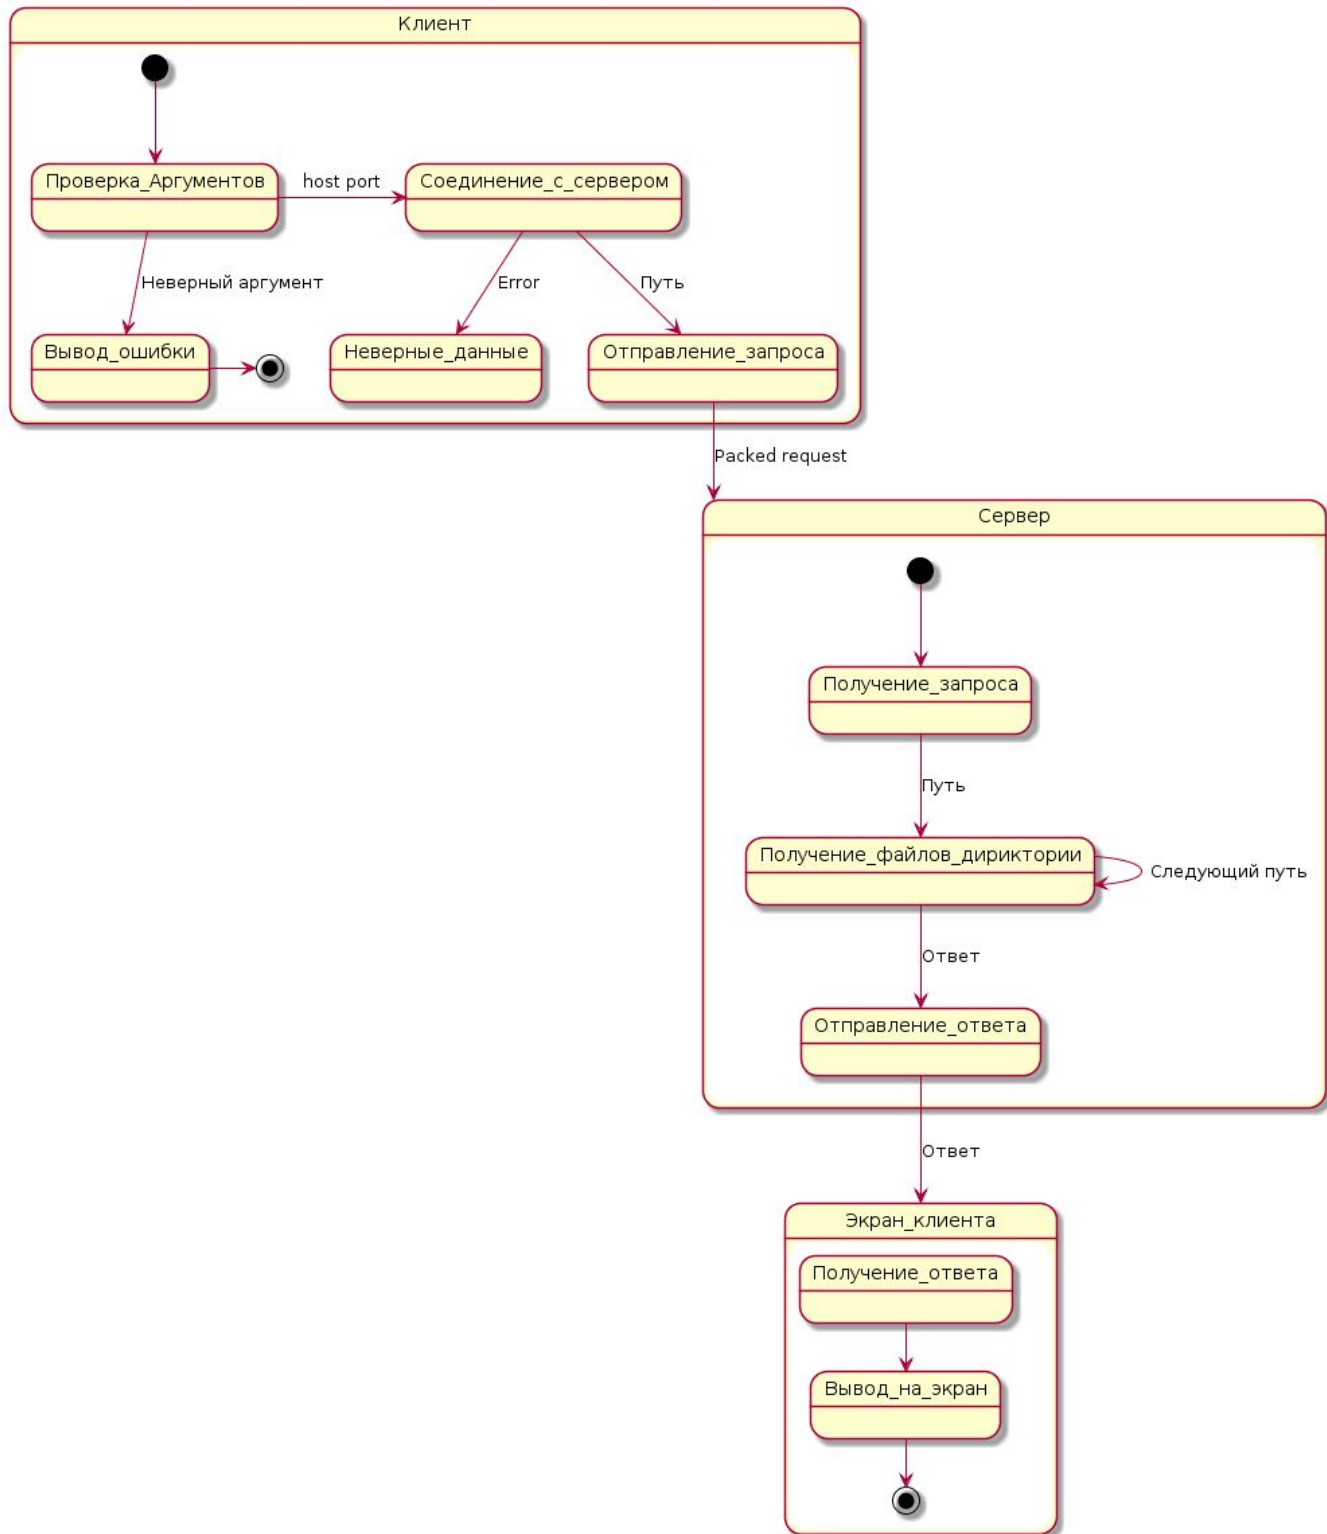 Клиент
Проверка_Аргументов
host port
Соединение_с_сервером
Неверный аргумент
Error
Путь
Вывод_ошибки
Неверные_данные
Отправление_запроса
Packed request
Сервер
Получение_запроса
Путь
Получение_файлов_дириктории
Следующий путь
Ответ
Отправление_ответа
Ответ
Экран_клиента
Получение_ответа
Вывод_на_экран